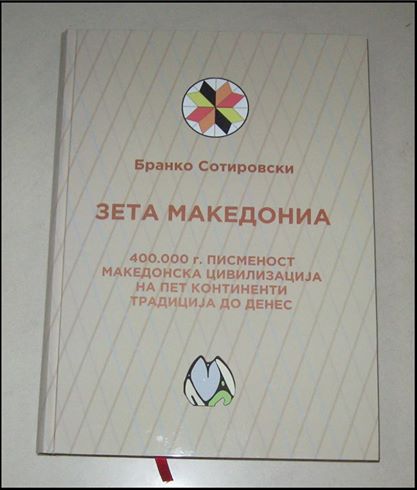 Бранко Сотировски
ЗЕТА МАКЕДОНИА
400.000 г. ПИСМЕНОСТ
МАКЕДОНСКА ЦИВИЛИЗАЦИЈА
НА ПЕТ КОНТИНЕНТИ
ТРАДИЦИЈА ДО ДЕНЕС